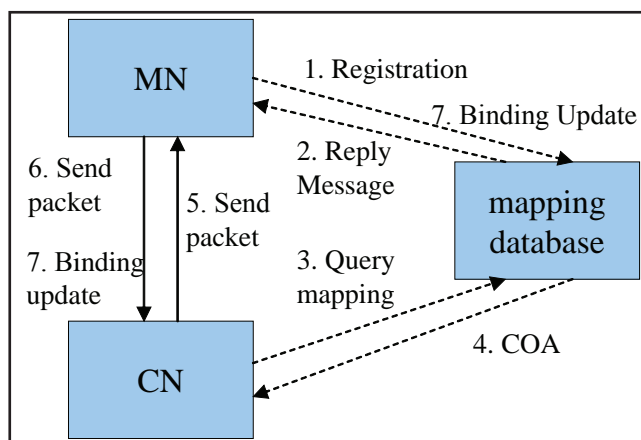 MN
1. Registration
7. Binding Update
2. Reply
Message
6. Send
packet
5. Send
packet
mapping
database
7. Binding
update
3. Query
mapping
4. COA
CN